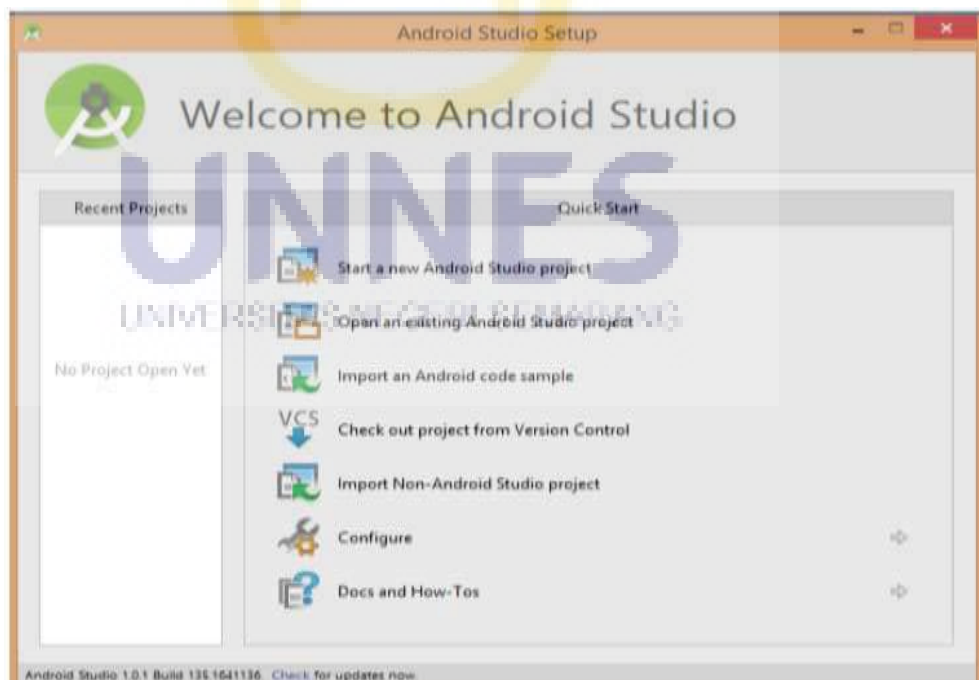 Android Studio Setup
Welcome to Android Studio
UNNES
UNIVERSITAS NEGERI SEMARANG
Recent Projects
Quick Start
Start a new Android Studio project
Open an existing Android Studio project
No Project Open Yet
Import an Android code sample
VCS
Check out project from Version Control
Import Non-Android Studio project
Configure
Docs and How-Tos
Android Studio 1.0.1 Build 135.1641136. Check for updates now.